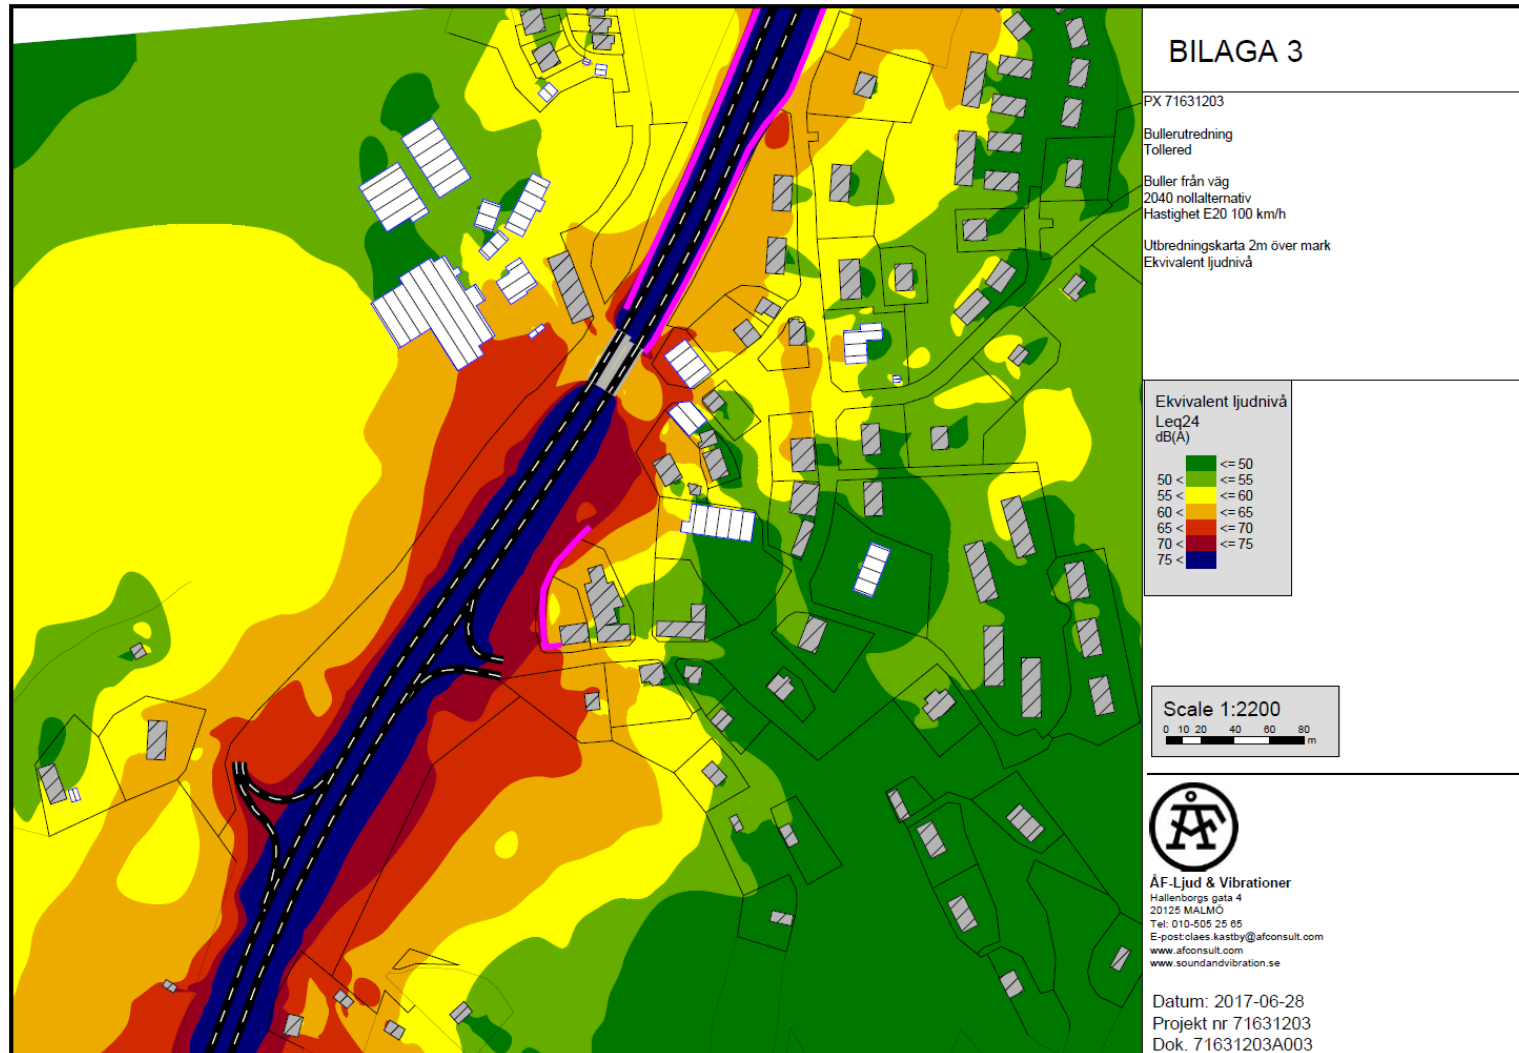 BILAGA 3
PX 71631203
Bullerutredning
Tollered
Buller från väg
2040 nollalternativ
Hastighet E20 100 km/h
Utbredningskarta 2m över mark
Ekvivalent ljudnivå
Ekvivalent ljudnivå
Leq24
dB(A)
<= 50
50 < <= 55
55 < <= 60
60 < <= 65
65 < <= 70
70 < <= 75
75 <
Scale 1:2200
0 10 20 40 60 80
m
ÅF
ÅF-Ljud & Vibrationer
Hallenborgs gata 4
20125 MALMÖ
Tel: 010-505 25 65
E-post:claes.kastby@afconsult.com
www.afconsult.com
www.soundandvibration.se
Datum: 2017-06-28
Projekt nr 71631203
Dok. 71631203A003